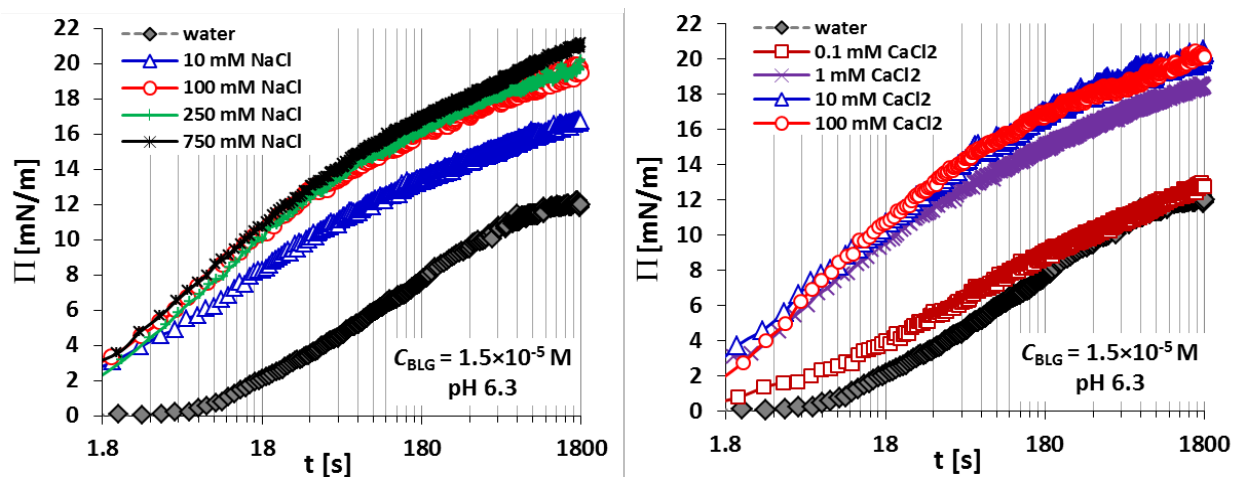 22
20
18
16
14
12
10
8
6
4
2
0
Π [mN/m]
water
10 mM NaCl
100 mM NaCl
250 mM NaCl
750 mM NaCl
C_BLG = 1.5×10⁻⁵ M
pH 6.3
1.8 18 180 1800
t [s]
22
20
18
16
14
12
10
8
6
4
2
0
Π [mN/m]
water
0.1 mM CaCl2
1 mM CaCl2
10 mM CaCl2
100 mM CaCl2
C_BLG = 1.5×10⁻⁵ M
pH 6.3
1.8 18 180 1800
t [s]